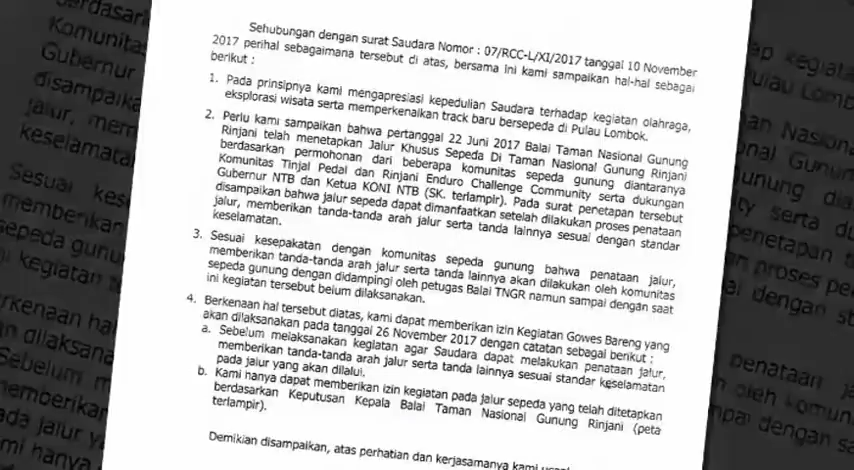 Sehubungan dengan surat Saudara Nomor : 07/RCC-L/XI/2017 tanggal 10 November
2017 perihal sebagaimana tersebut di atas, bersama ini kami sampaikan hal-hal sebagai
berikut :
1. Pada prinsipnya kami mengapresiasi kepedulian Saudara terhadap kegiatan olahraga,
eksplorasi wisata serta memperkenalkan track baru bersepeda di Pulau Lombok.
2. Perlu kami sampaikan bahwa pertanggal 22 Juni 2017 Balai Taman Nasional Gunung
Rinjani telah menetapkan Jalur Khusus Sepeda Di Taman Nasional Gunung Rinjani
berdasarkan permohonan dari beberapa komunitas sepeda gunung diantaranya
Komunitas Tinjal Pedal dan Rinjani Enduro Challenge Community serta dukungan
Gubernur NTB dan Ketua KONI NTB (SK. terlampir). Pada surat penetapan tersebut
disampaikan bahwa jalur sepeda dapat dimanfaatkan setelah dilakukan proses penataan
jalur, memberikan tanda-tanda arah jalur serta tanda lainnya sesuai dengan standar
keselamatan.
3. Sesuai kesepakatan dengan komunitas sepeda gunung bahwa penataan jalur,
memberikan tanda-tanda arah jalur serta tanda lainnya akan dilakukan oleh komunitas
sepeda gunung dengan didampingi oleh petugas Balai TNGR namun sampai dengan saat
ini kegiatan tersebut belum dilaksanakan.
4. Berkenaan hal tersebut diatas, kami dapat memberikan izin Kegiatan Gowes Bareng yang
akan dilaksanakan pada tanggal 26 November 2017 dengan catatan sebagai berikut :
a. Sebelum melaksanakan kegiatan agar Saudara dapat melakukan penataan jalur,
memberikan tanda-tanda arah jalur serta tanda lainnya sesuai standar keselamatan
pada jalur yang akan dilalui.
b. Kami hanya dapat memberikan izin kegiatan pada jalur sepeda yang telah ditetapkan
berdasarkan Keputusan Kepala Balai Taman Nasional Gunung Rinjani (peta
terlampir).
Demikian disampaikan, atas perhatian dan kerjasamanya kami